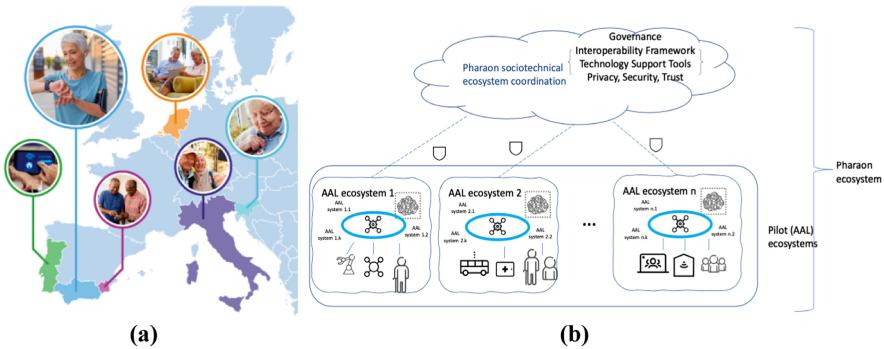 Governance
Interoperability Framework
Technology Support Tools
Privacy, Security, Trust
Pharaon sociotechnical
ecosystem coordination
Pharaon
ecosystem
AAL ecosystem 1
AAL
system 1.1
AAL
system 1.k
AAL
system 1.2
AAL ecosystem 2
AAL
system 2.1
AAL
system 2.k
AAL
system 2.2
...
AAL ecosystem n
AAL
system n.1
AAL
system n.k
AAL
system n.2
Pilot (AAL)
ecosystems
(a)
(b)